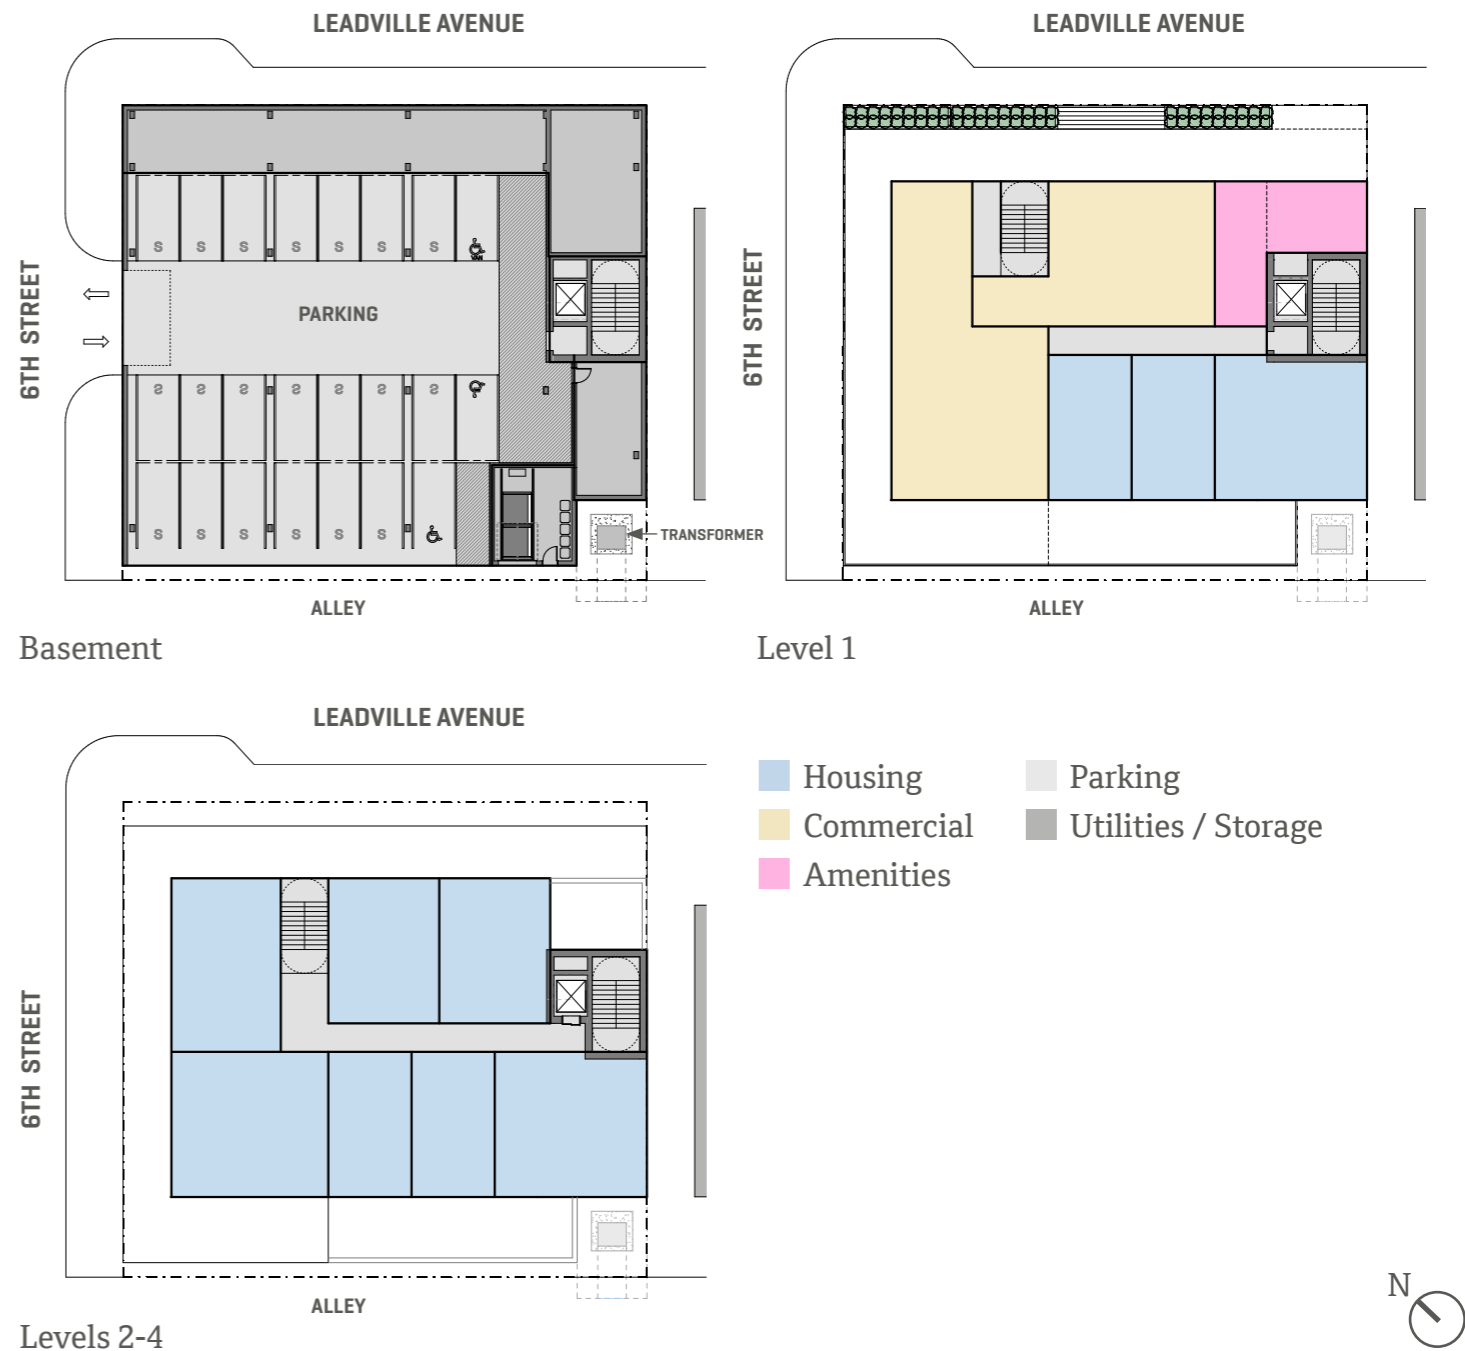 LEADVILLE AVENUE
LEADVILLE AVENUE
6TH STREET
S S S S S S S
VAN
PARKING
S S S S S S S
S S S S S S
TRANSFORMER
ALLEY
Basement
6TH STREET
ALLEY
Level 1
LEADVILLE AVENUE
6TH STREET
ALLEY
Levels 2-4
Housing
Commercial
Amenities
Parking
Utilities / Storage
N